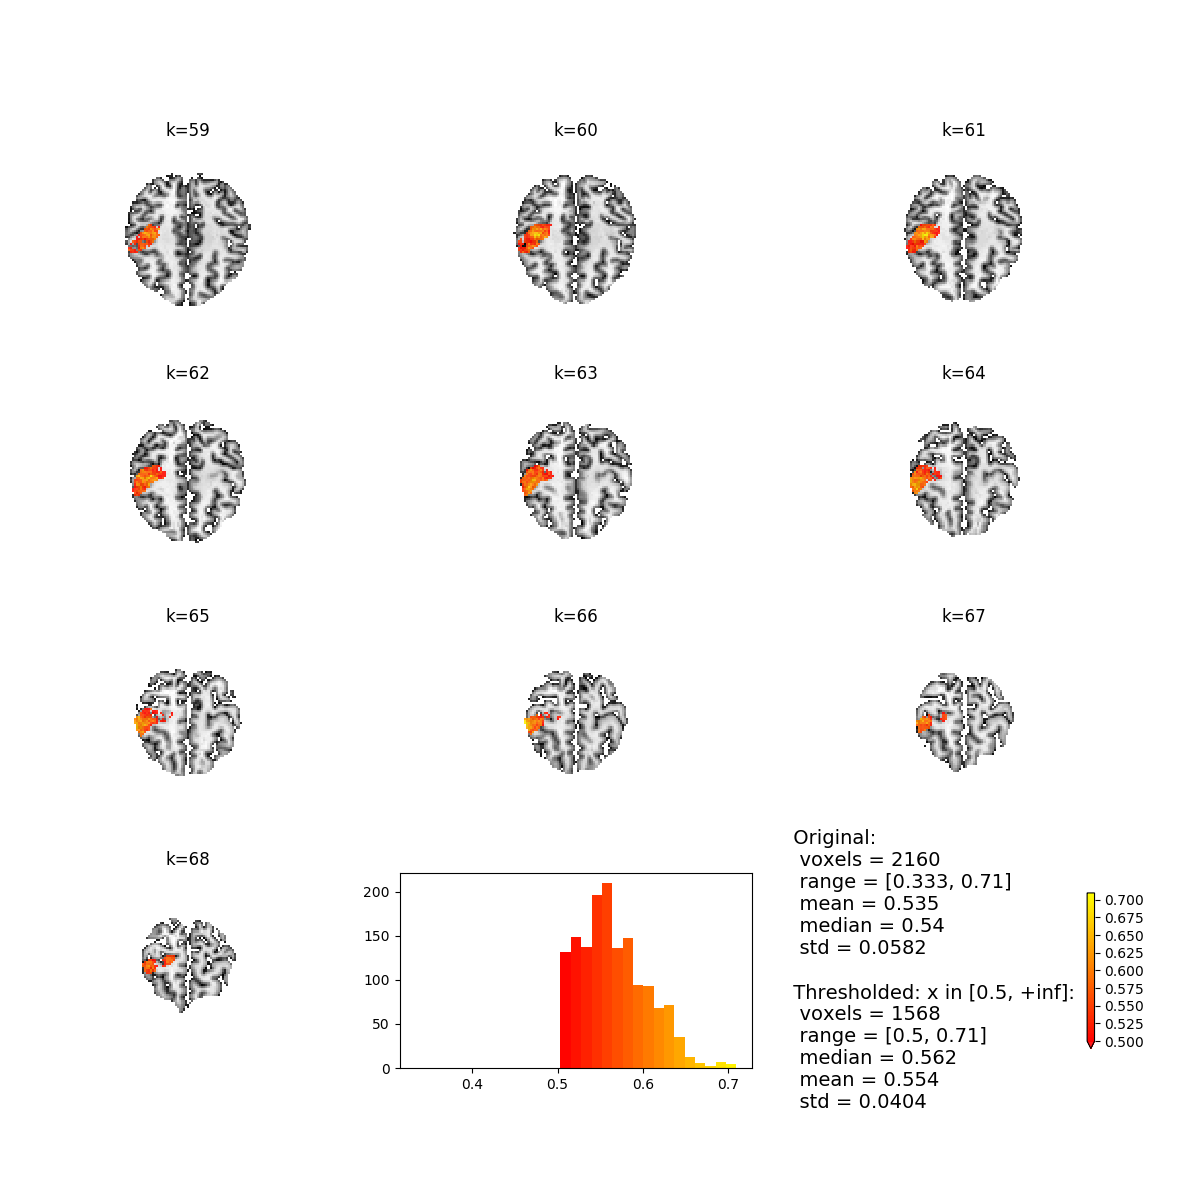 k=59
k=60
k=61
k=62
k=63
k=64
k=65
k=66
k=67
k=68
200
150
100
50
0
0.4
0.5
0.6
0.7
Original:
voxels = 2160
range = [0.333, 0.71]
mean = 0.535
median = 0.54
std = 0.0582
Thresholded: x in [0.5, +inf]:
voxels = 1568
range = [0.5, 0.71]
median = 0.562
mean = 0.554
std = 0.0404
0.700
0.675
0.650
0.625
0.600
0.575
0.550
0.525
0.500